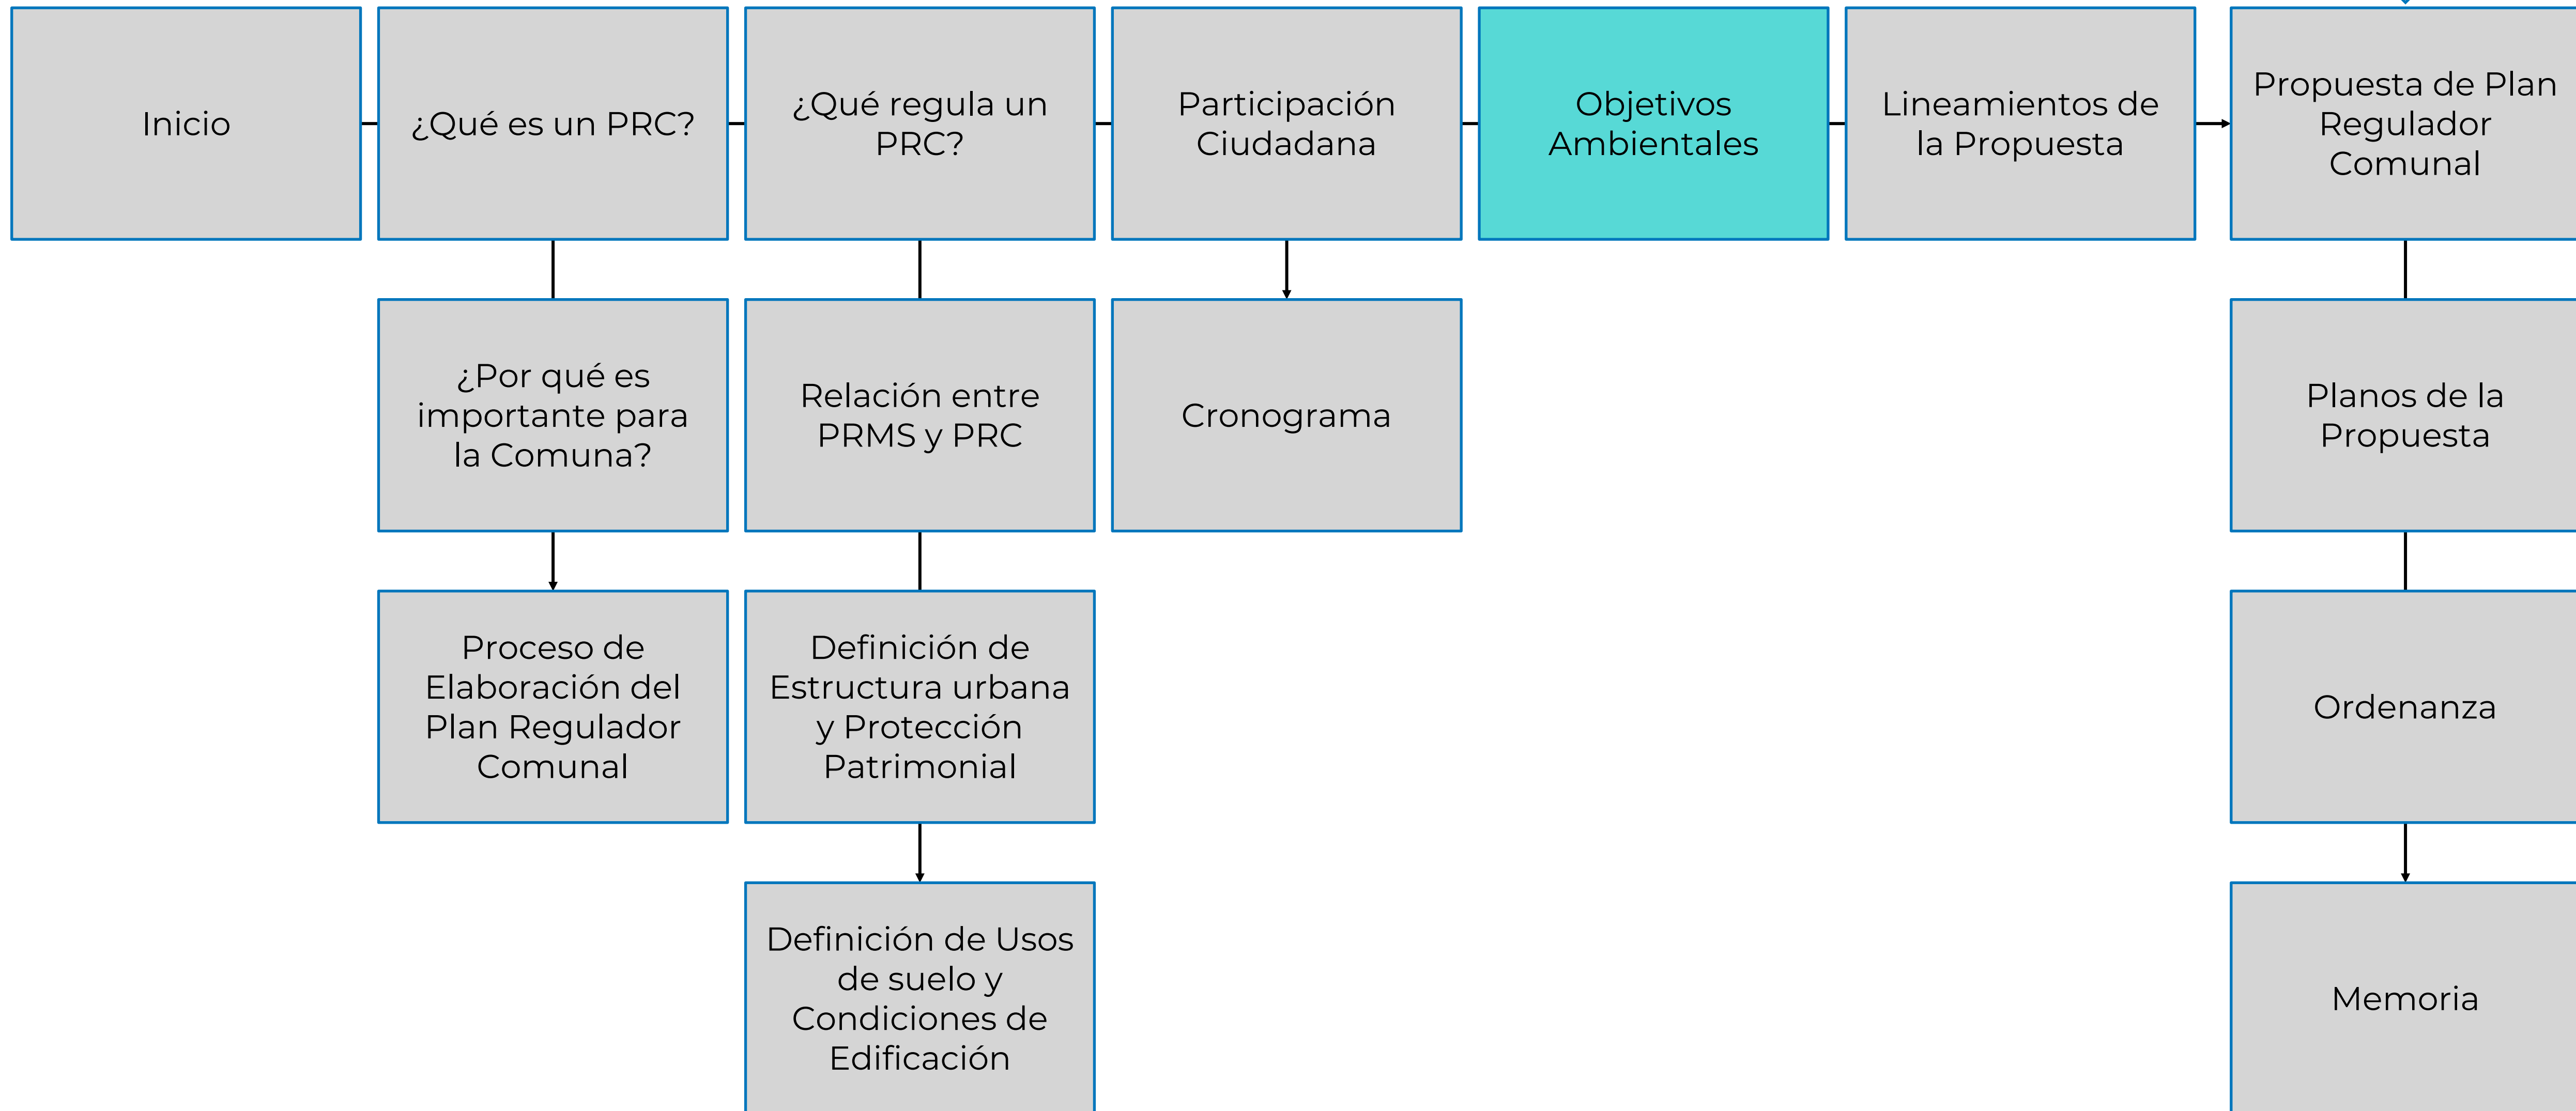 Inicio
¿Qué es un PRC?
¿Qué regula un
PRC?
Participación
Ciudadana
Objetivos
Ambientales
Lineamientos de
la Propuesta
Propuesta de Plan
Regulador
Comunal
¿Por qué es
importante para
la Comuna?
Relación entre
PRMS y PRC
Cronograma
Planos de la
Propuesta
Proceso de
Elaboración del
Plan Regulador
Comunal
Definición de
Estructura urbana
y Protección
Patrimonial
Ordenanza
Definición de Usos
de suelo y
Condiciones de
Edificación
Memoria